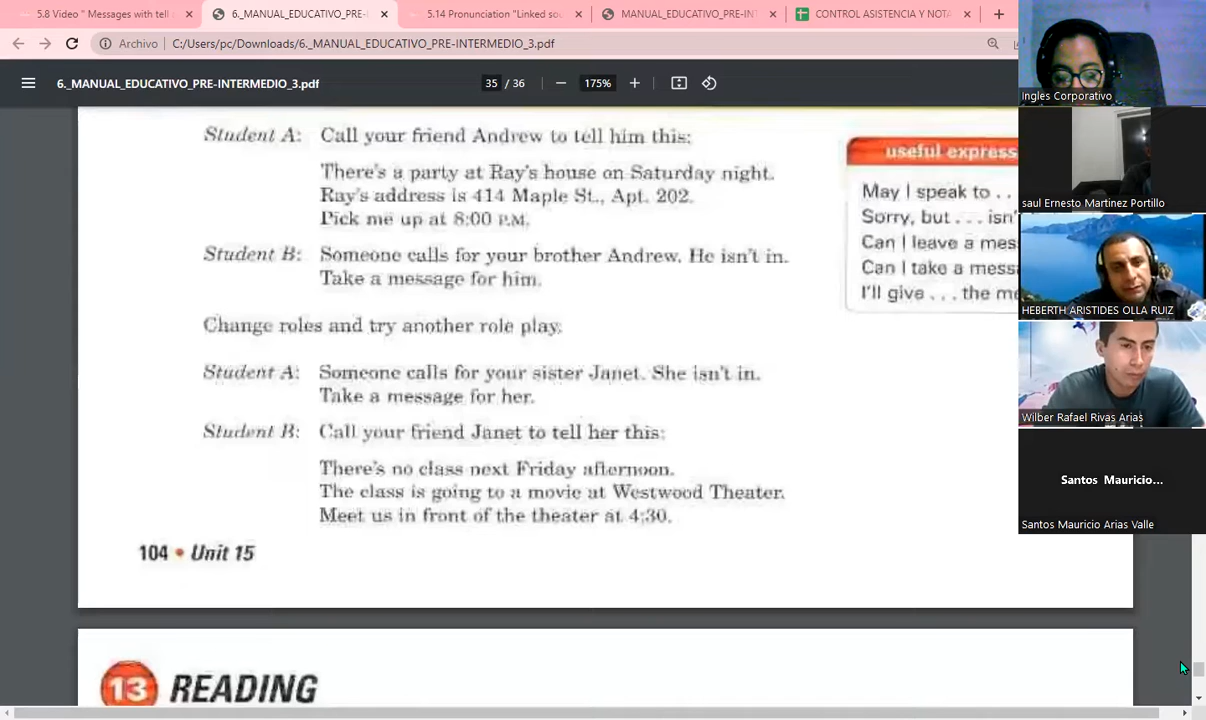 5.8 Video " Messages with tell
6._MANUAL_EDUCATIVO_PRE-I
5.14 Pronunciation "Linked sou
MANUAL_EDUCATIVO_PRE-INT
CONTROL ASISTENCIA Y NOTA
Archivo
C:/Users/pc/Downloads/6._MANUAL_EDUCATIVO_PRE-INTERMEDIO_3.pdf
6._MANUAL_EDUCATIVO_PRE-INTERMEDIO_3.pdf
35 / 36
175%
Student A: Call your friend Andrew to tell him this:
There's a party at Ray's house on Saturday night.
Ray's address is 414 Maple St., Apt. 202.
Pick me up at 8:00 P.M.
Student B: Someone calls for your brother Andrew. He isn't in.
Take a message for him.
Change roles and try another role play.
Student A: Someone calls for your sister Janet. She isn't in.
Take a message for her.
Student B: Call your friend Janet to tell her this:
There's no class next Friday afternoon.
The class is going to a movie at Westwood Theater.
Meet us in front of the theater at 4:30.
104 • Unit 15
useful express
May I speak to . .
Sorry, but . . . isn'
Can I leave a mes
Can I take a mess
I'll give . . . the me
13 READING
Ingles Corporativo
saul Ernesto Martinez Portillo
HEBERTH ARISTIDES OLLA RUIZ
Wilber Rafael Rivas Arias
Santos Mauricio...
Santos Mauricio Arias Valle